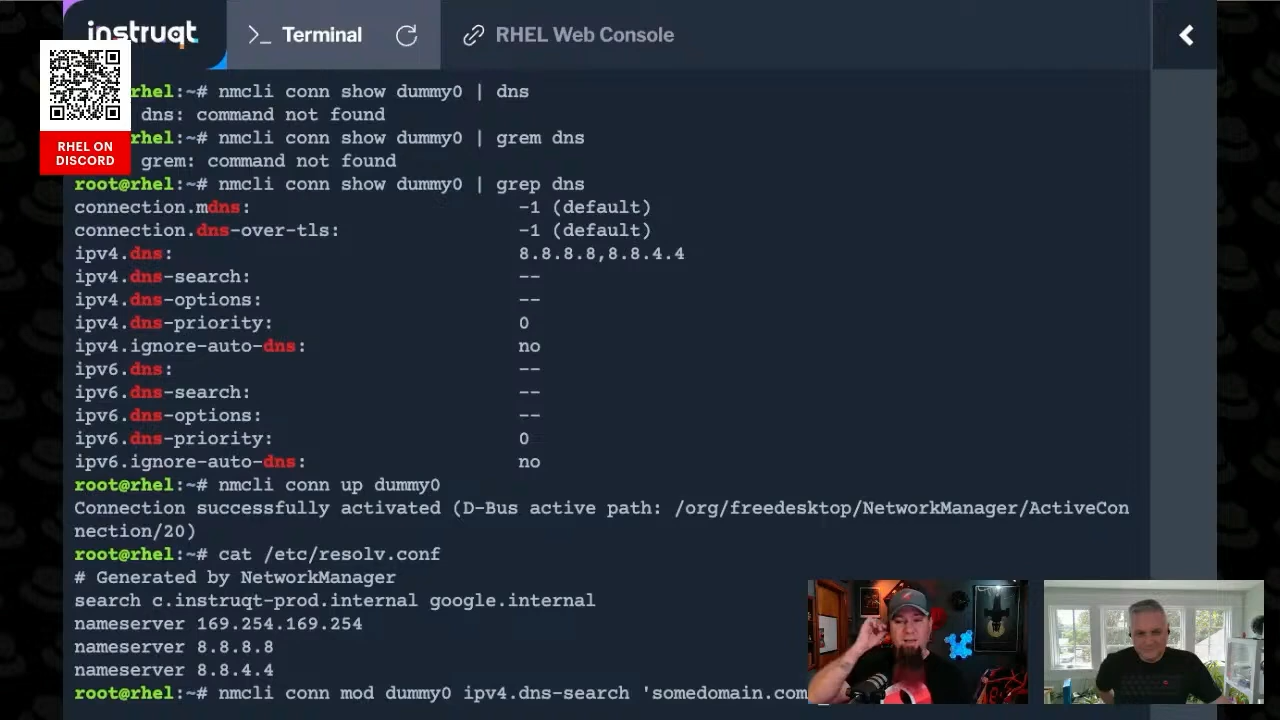 instruqt
>_ Terminal
RHEL Web Console
RHEL ON
DISCORD
rhel:~# nmcli conn show dummy0 | dns
dns: command not found
rhel:~# nmcli conn show dummy0 | grem dns
grem: command not found
root@rhel:~# nmcli conn show dummy0 | grep dns
connection.mdns: -1 (default)
connection.dns-over-tls: -1 (default)
ipv4.dns: 8.8.8.8,8.8.4.4
ipv4.dns-search: --
ipv4.dns-options: --
ipv4.dns-priority: 0
ipv4.ignore-auto-dns: no
ipv6.dns: --
ipv6.dns-search: --
ipv6.dns-options: --
ipv6.dns-priority: 0
ipv6.ignore-auto-dns: no
root@rhel:~# nmcli conn up dummy0
Connection successfully activated (D-Bus active path: /org/freedesktop/NetworkManager/ActiveCon
nection/20)
root@rhel:~# cat /etc/resolv.conf
# Generated by NetworkManager
search c.instruqt-prod.internal google.internal
nameserver 169.254.169.254
nameserver 8.8.8.8
nameserver 8.8.4.4
root@rhel:~# nmcli conn mod dummy0 ipv4.dns-search 'somedomain.com